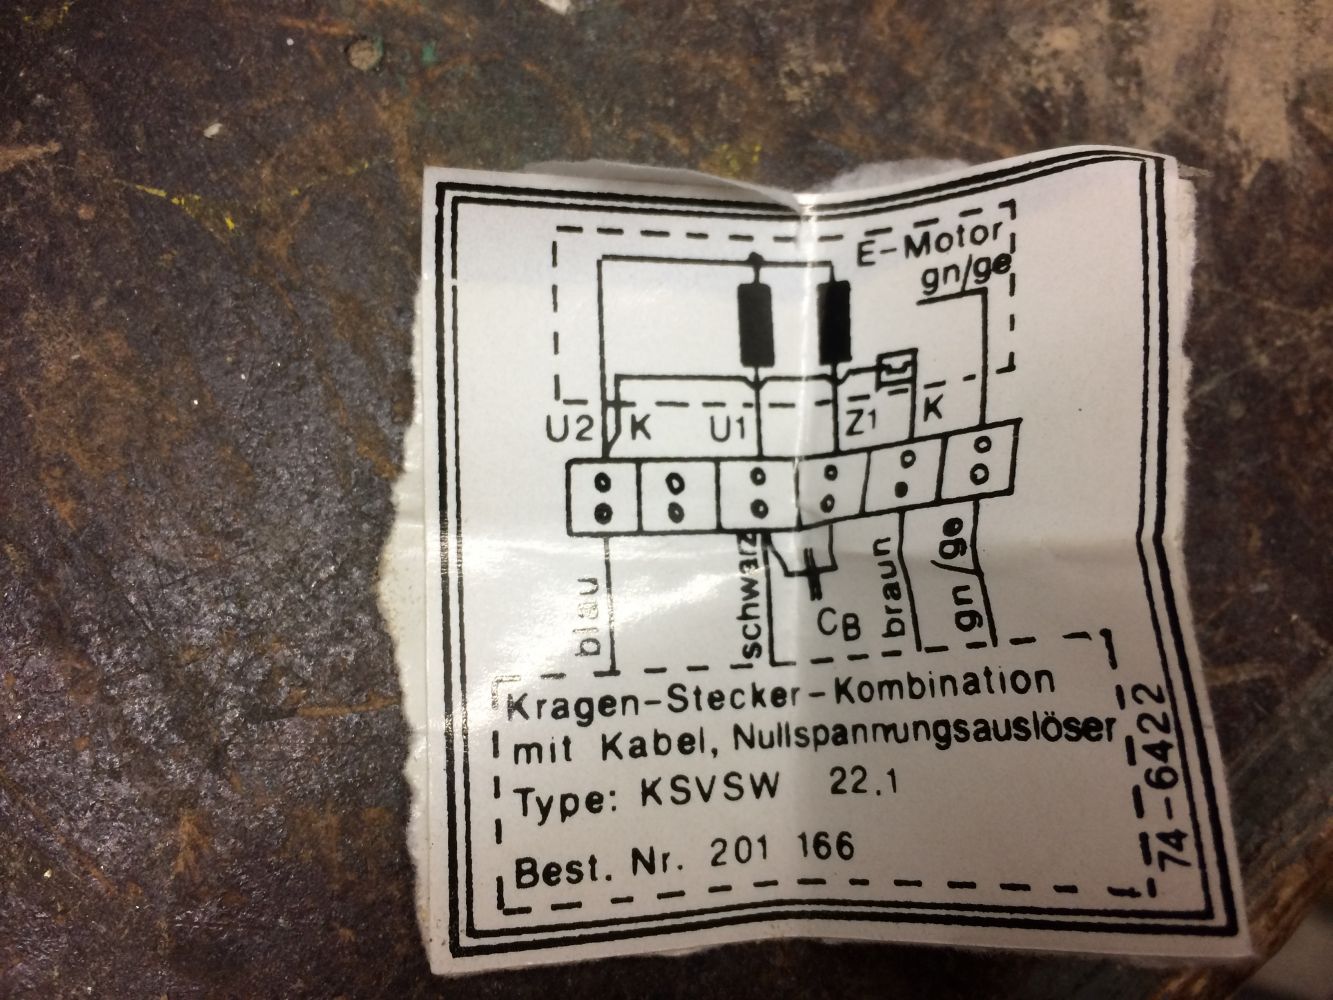 E-Motor
gn/ge
U2 K U1 Z1 K
blau schwarz CB braun gn/ge
Kragen-Stecker-Kombination
mit Kabel, Nullspannungsauslöser
Type: KSVSW 22.1
Best. Nr. 201 166
74-6422